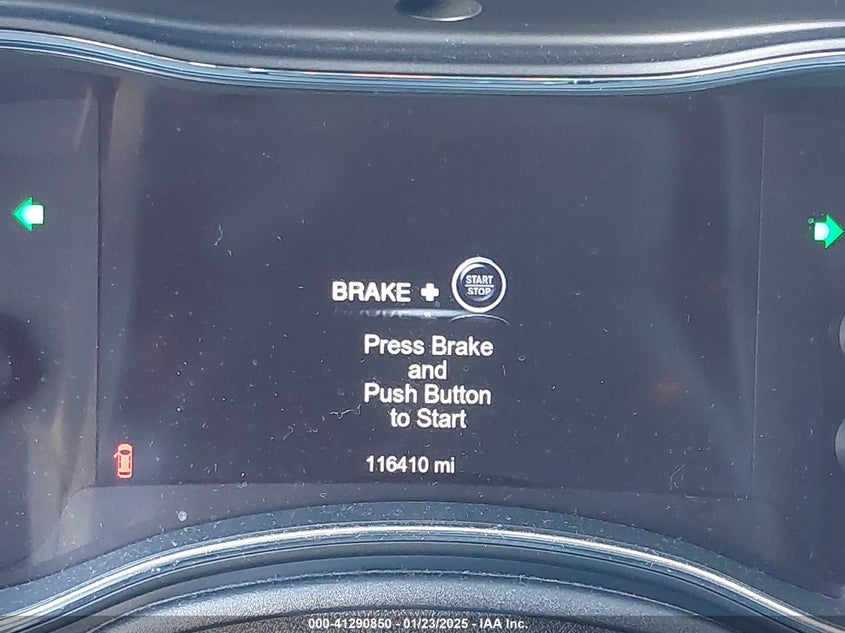 BRAKE + START STOP
Press Brake
and
Push Button
to Start
116410 mi
000-41290850 - 01/23/2025 - IAA Inc.